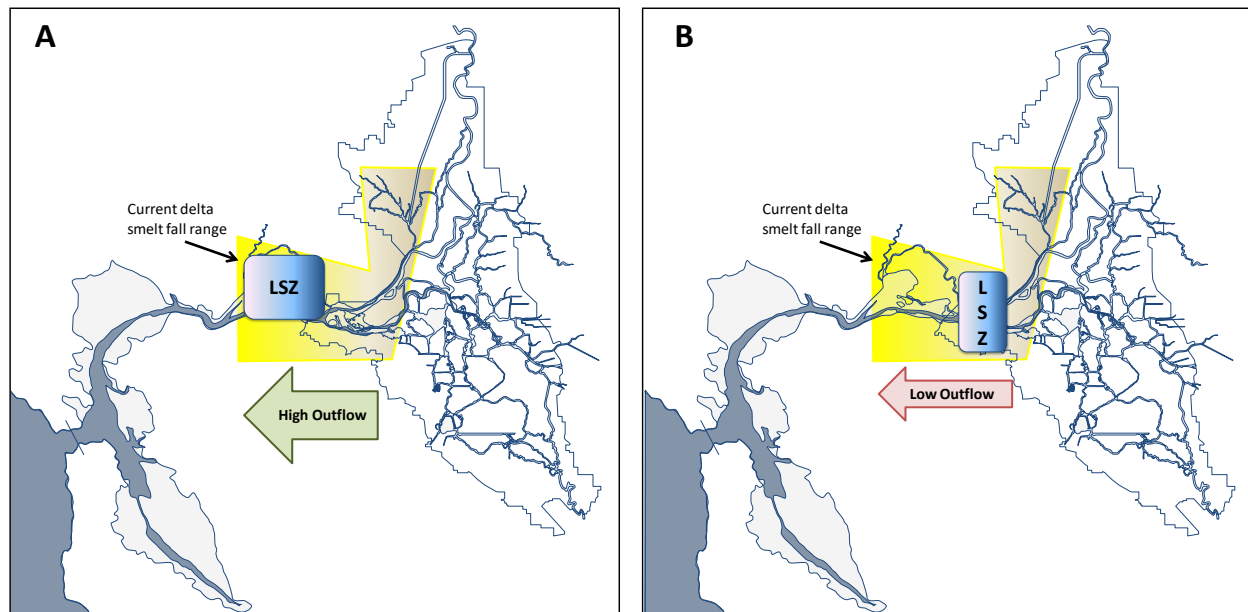 A
Current delta
smelt fall range
LSZ
High Outflow
B
Current delta
smelt fall range
L
S
Z
Low Outflow